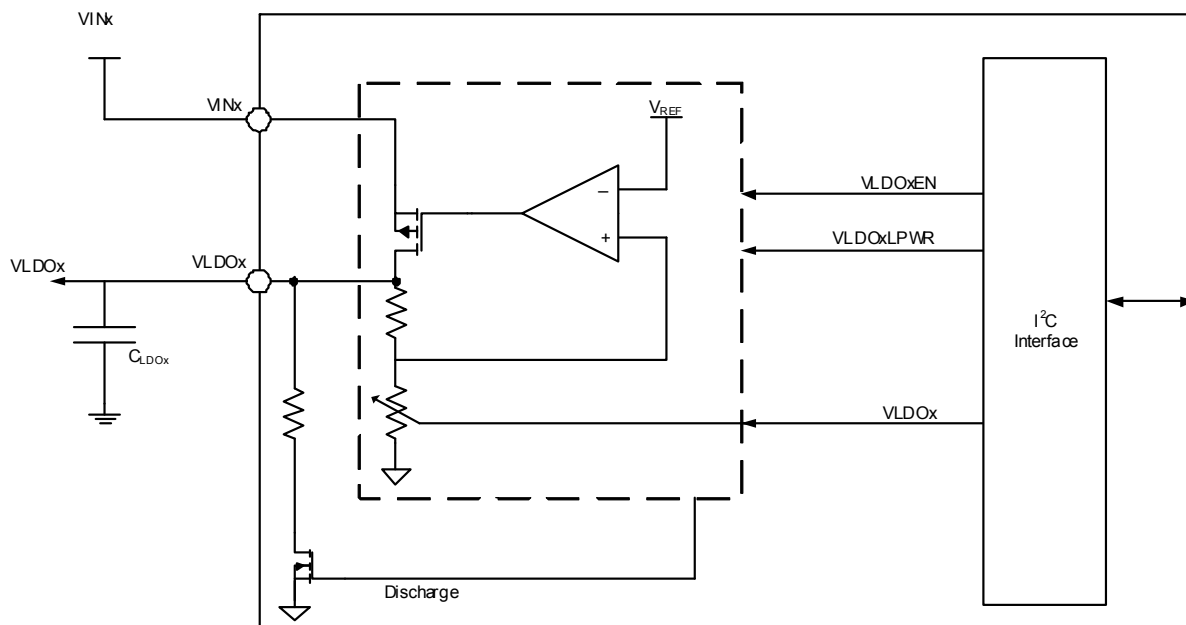 VINx
VINx
VREF
−
+
VLDOxEN
VLDOxLPWR
VLDOx
VLDOx
CLDOx
I²C
Interface
VLDOx
Discharge